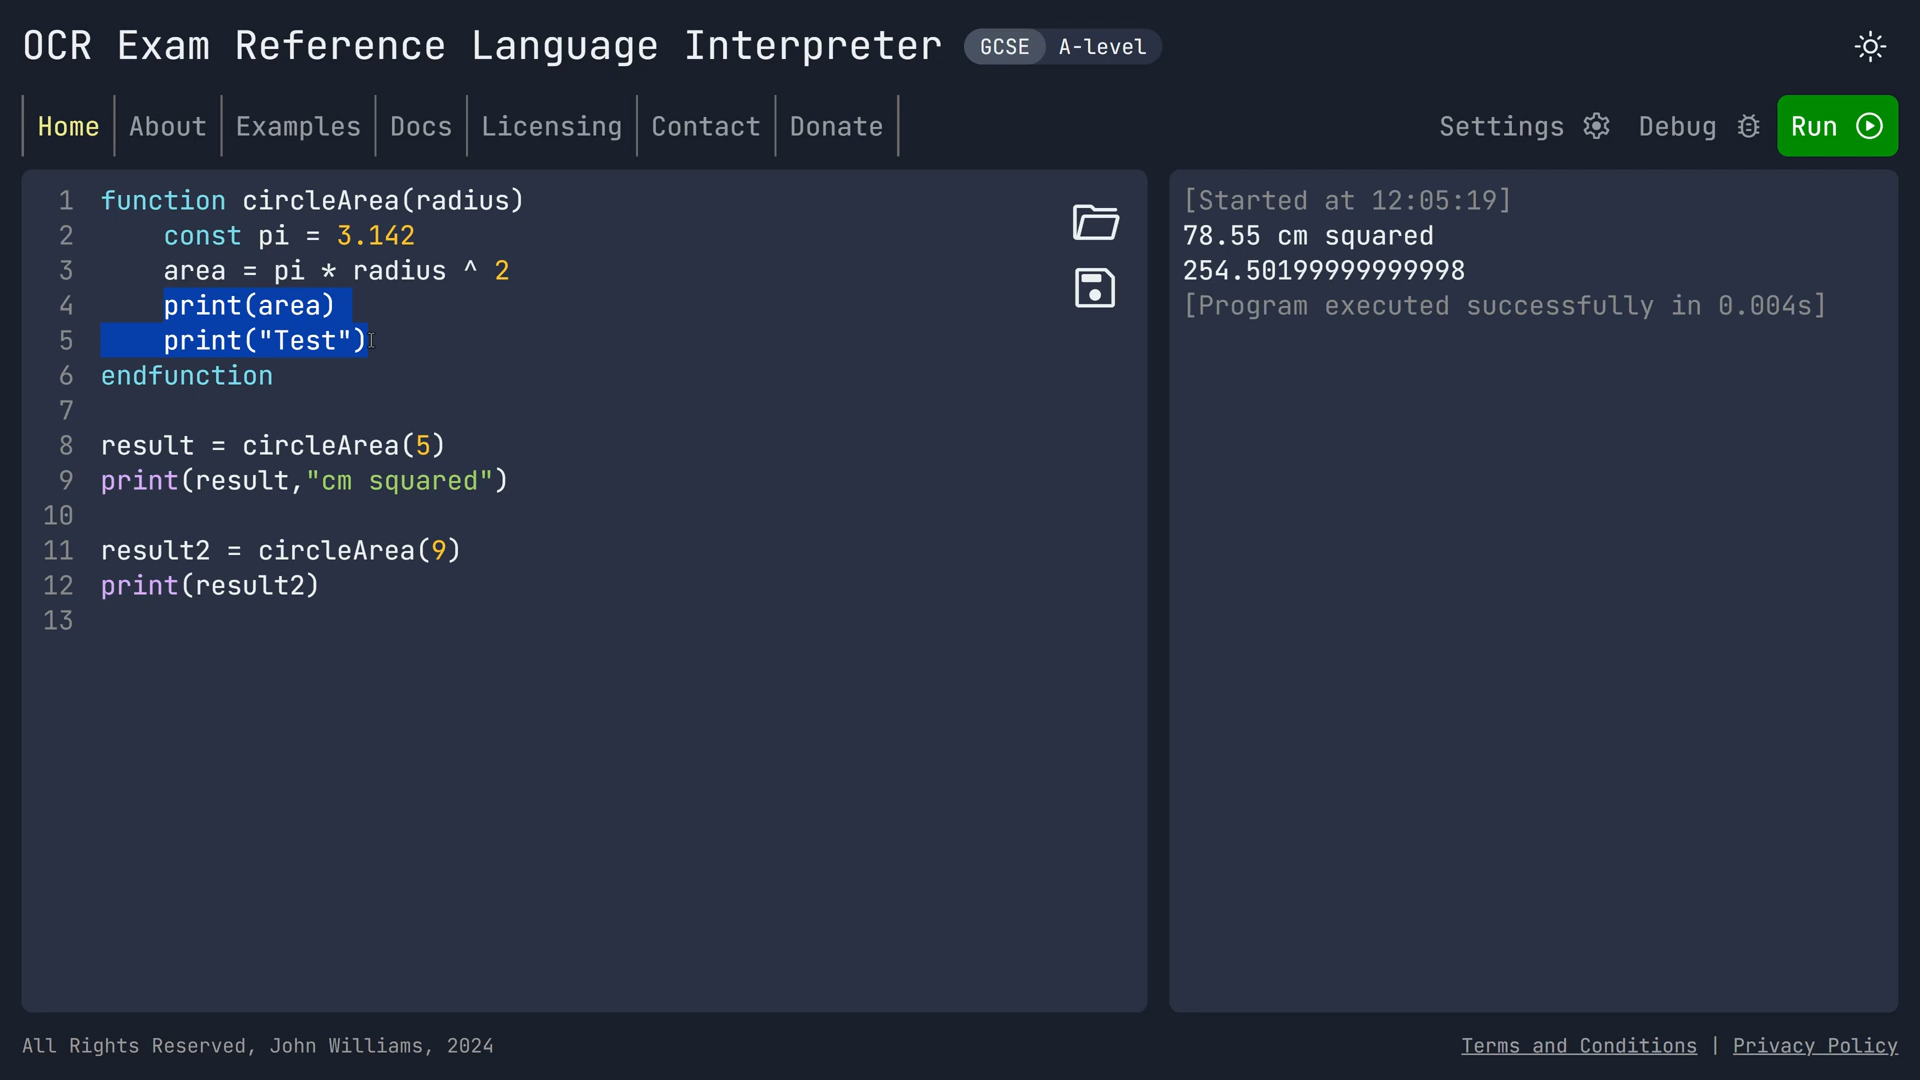 OCR Exam Reference Language Interpreter GCSE A-level
Home About Examples Docs Licensing Contact Donate Settings Debug Run
1 function circleArea(radius)
2 const pi = 3.142
3 area = pi * radius ^ 2
4 print(area)
5 print("Test")
6 endfunction
7
8 result = circleArea(5)
9 print(result,"cm squared")
10
11 result2 = circleArea(9)
12 print(result2)
13
[Started at 12:05:19]
78.55 cm squared
254.50199999999998
[Program executed successfully in 0.004s]
All Rights Reserved, John Williams, 2024
Terms and Conditions | Privacy Policy